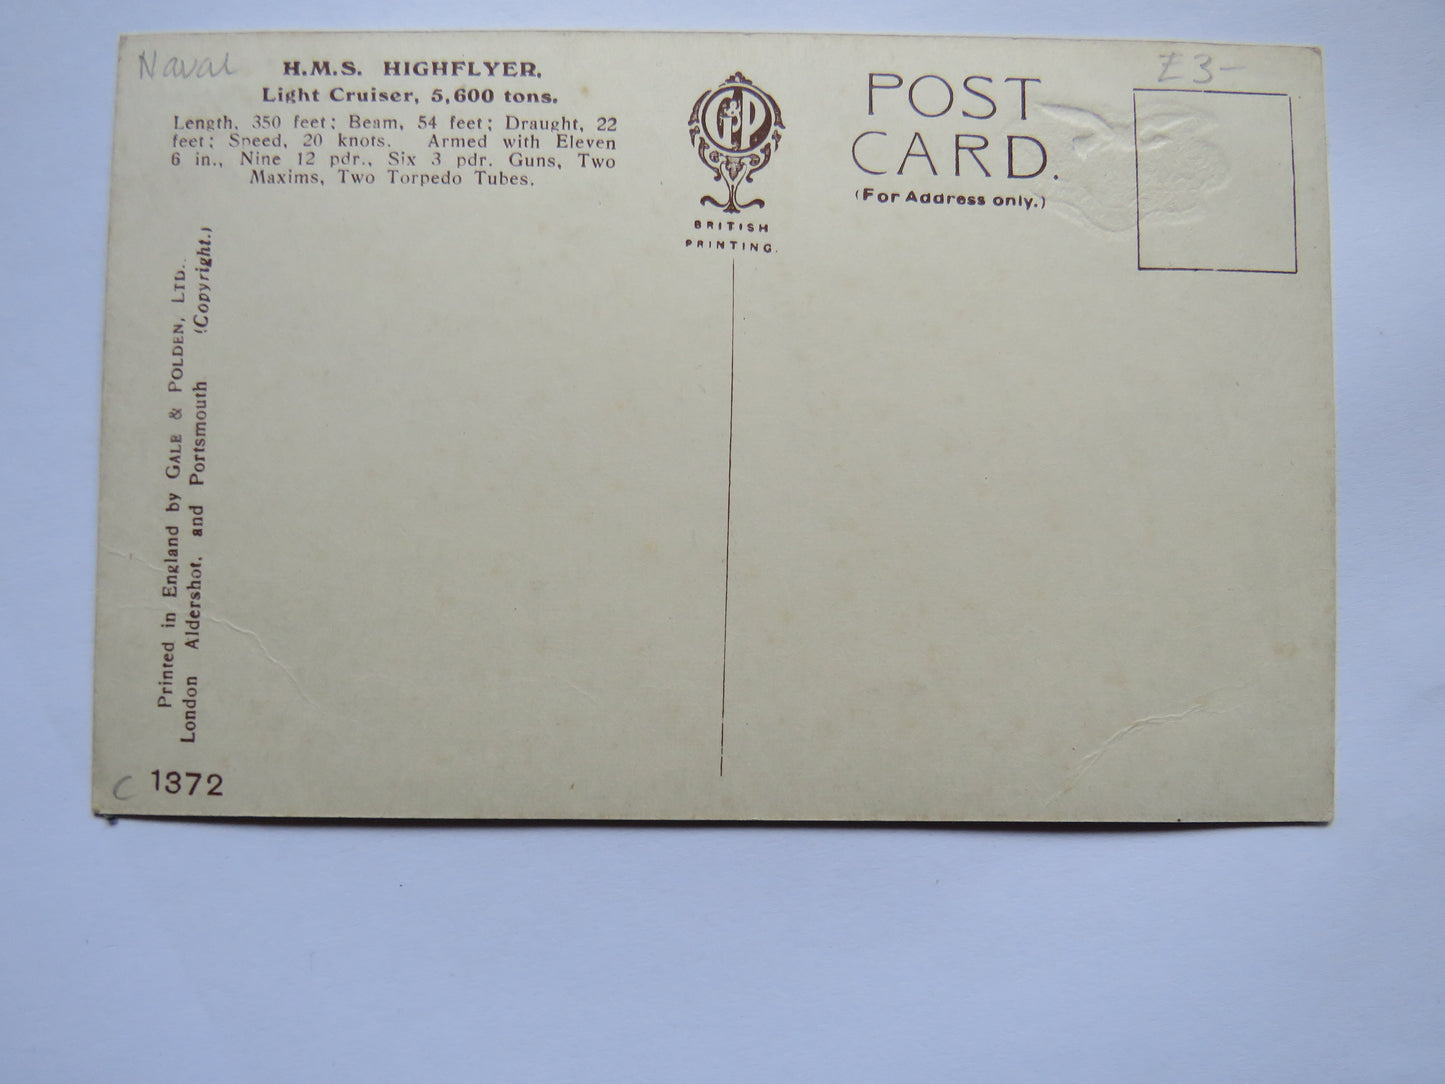 Naval
H.M.S. HIGHFLYER.
Light Cruiser, 5,600 tons.
Length, 350 feet; Beam, 54 feet; Draught, 22
feet; Speed, 20 knots. Armed with Eleven
6 in., Nine 12 pdr., Six 3 pdr. Guns, Two
Maxims, Two Torpedo Tubes.
G&P
BRITISH
PRINTING.
POST
CARD.
(For Address only.)
£3-
Printed in England by GALE & POLDEN, LTD.,
London Aldershot, and Portsmouth (Copyright.)
C 1372